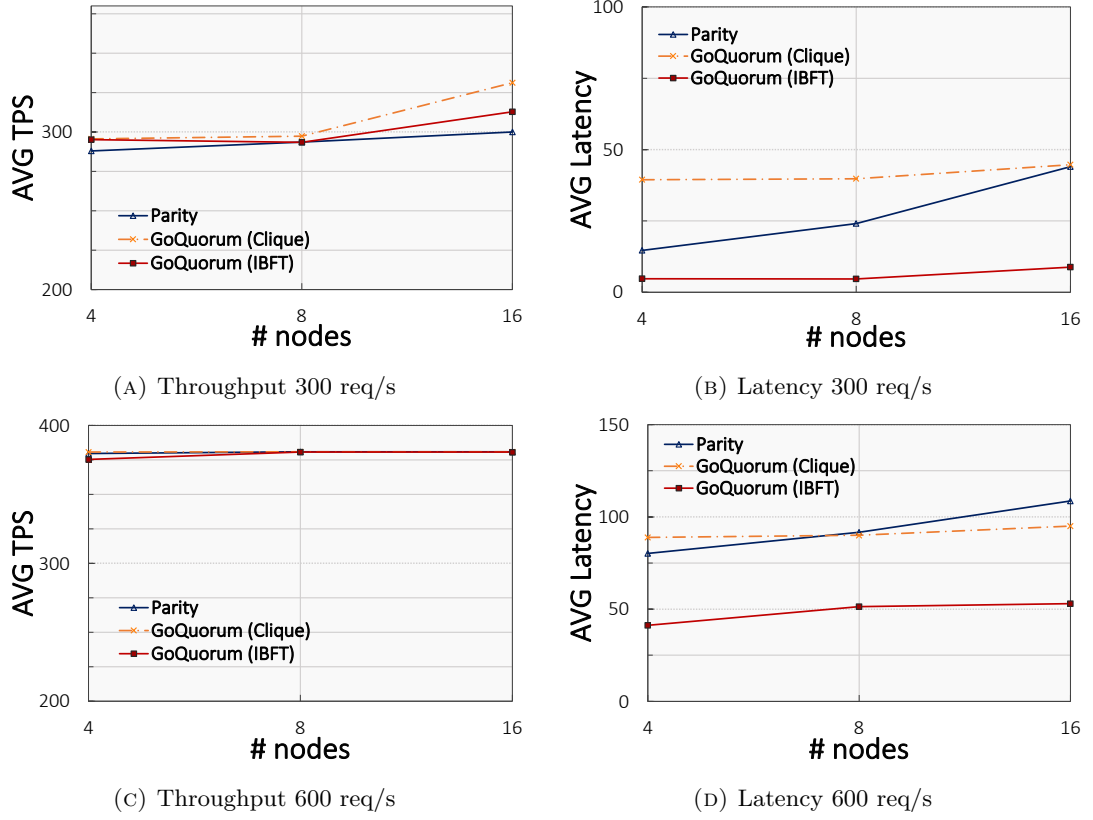 AVG TPS
300
200
Parity
GoQuorum (Clique)
GoQuorum (IBFT)
4
8
16
# nodes
(A) Throughput 300 req/s
AVG Latency
100
50
0
Parity
GoQuorum (Clique)
GoQuorum (IBFT)
4
8
16
# nodes
(B) Latency 300 req/s
AVG TPS
400
300
200
Parity
GoQuorum (Clique)
GoQuorum (IBFT)
4
8
16
# nodes
(C) Throughput 600 req/s
AVG Latency
150
100
50
0
Parity
GoQuorum (Clique)
GoQuorum (IBFT)
4
8
16
# nodes
(D) Latency 600 req/s